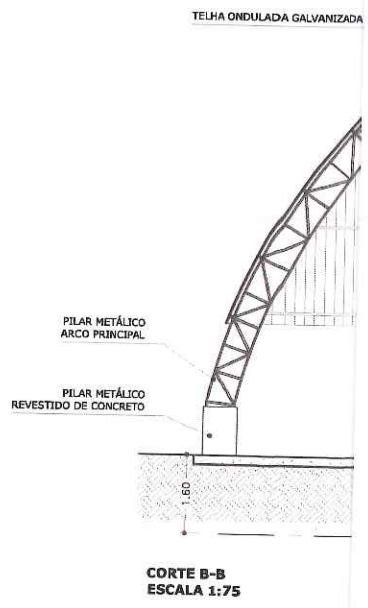 TELHA ONDULADA GALVANIZADA
PILAR METÁLICO
ARCO PRINCIPAL
PILAR METÁLICO
REVESTIDO DE CONCRETO
1.60
CORTE B-B
ESCALA 1:75